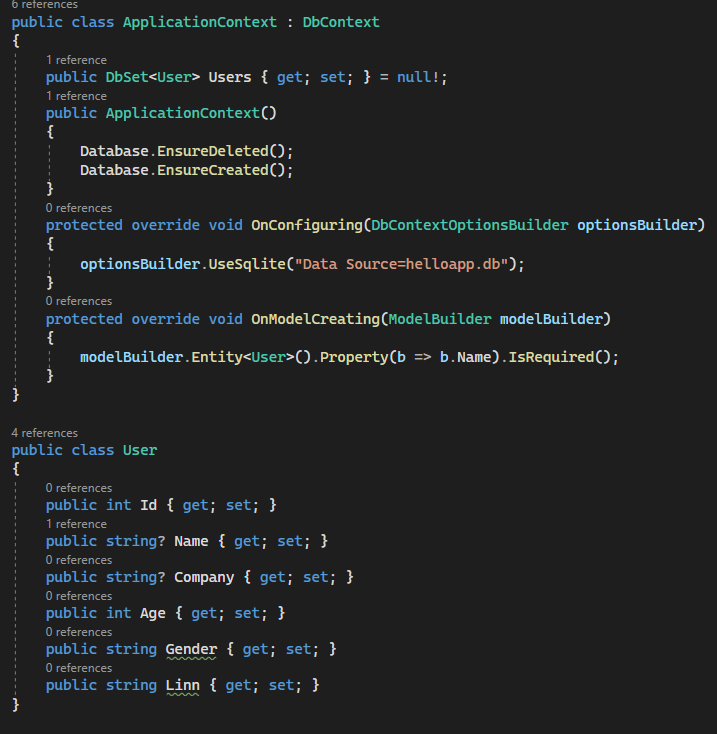 6 references
public class ApplicationContext : DbContext
{
1 reference
public DbSet<User> Users { get; set; } = null!;
1 reference
public ApplicationContext()
{
Database.EnsureDeleted();
Database.EnsureCreated();
}
0 references
protected override void OnConfiguring(DbContextOptionsBuilder optionsBuilder)
{
optionsBuilder.UseSqlite("Data Source=helloapp.db");
}
0 references
protected override void OnModelCreating(ModelBuilder modelBuilder)
{
modelBuilder.Entity<User>().Property(b => b.Name).IsRequired();
}
}
4 references
public class User
{
0 references
public int Id { get; set; }
1 reference
public string? Name { get; set; }
0 references
public string? Company { get; set; }
0 references
public int Age { get; set; }
0 references
public string Gender { get; set; }
0 references
public string Linn { get; set; }
}